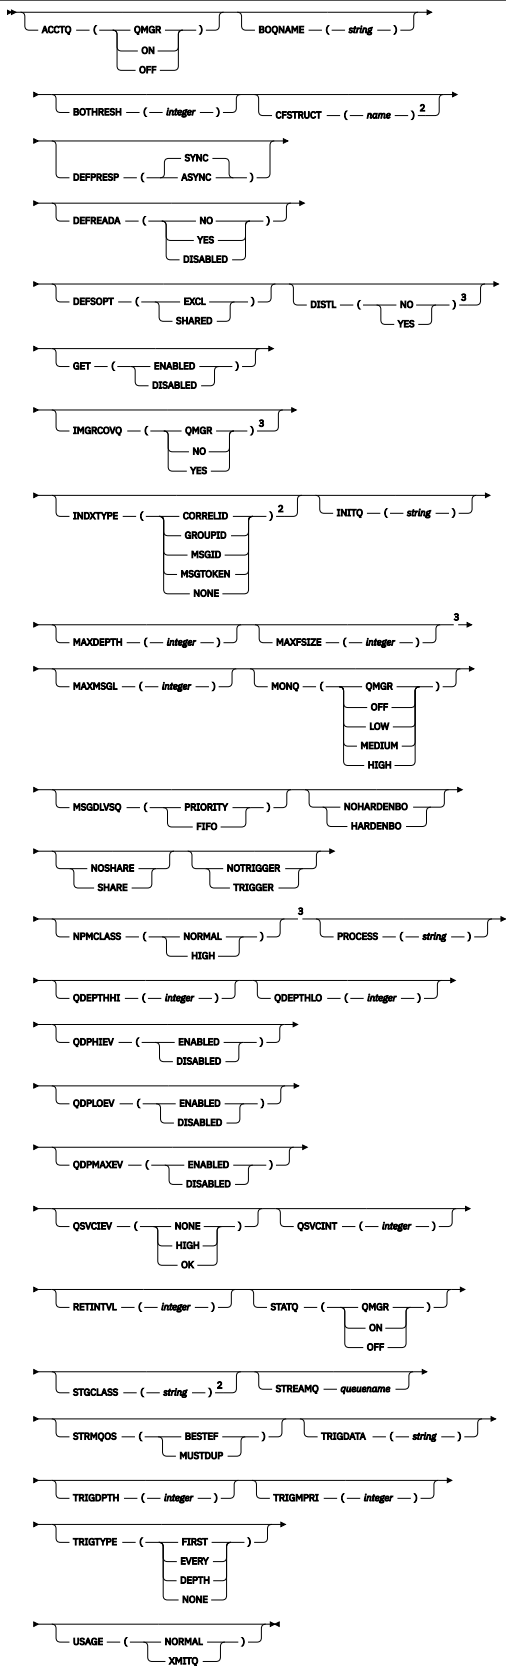 ACCTQ ( QMGR ) BOQNAME ( string )
ON
OFF
BOTHRESH ( integer ) CFSTRUCT ( name ) 2
SYNC
DEFPRESP ( ASYNC )
DEFREADA ( NO )
YES
DISABLED
DEFSOPT ( EXCL ) DISTL ( NO ) 3
SHARED YES
GET ( ENABLED )
DISABLED
IMGRCOVQ ( QMGR ) 3
NO
YES
INDXTYPE ( CORRELID ) 2 INITQ ( string )
GROUPID
MSGID
MSGTOKEN
NONE
MAXDEPTH ( integer ) MAXFSIZE ( integer ) 3
MAXMSGL ( integer ) MONQ ( QMGR )
OFF
LOW
MEDIUM
HIGH
MSGDLVSQ ( PRIORITY ) NOHARDENBO
FIFO HARDENBO
NOSHARE NOTRIGGER
SHARE TRIGGER
NPMCLASS ( NORMAL ) 3 PROCESS ( string )
HIGH
QDEPTHHI ( integer ) QDEPTHLO ( integer )
QDPHIEV ( ENABLED )
DISABLED
QDPLOEV ( ENABLED )
DISABLED
QDPMAXEV ( ENABLED )
DISABLED
QSVCIEV ( NONE ) QSVCINT ( integer )
HIGH
OK
RETINTVL ( integer ) STATQ ( QMGR )
ON
OFF
STGCLASS ( string ) 2 STREAMQ queuename
STRMQOS ( BESTEF ) TRIGDATA ( string )
MUSTDUP
TRIGDPTH ( integer ) TRIGMPRI ( integer )
TRIGTYPE ( FIRST )
EVERY
DEPTH
NONE
USAGE ( NORMAL )
XMITQ